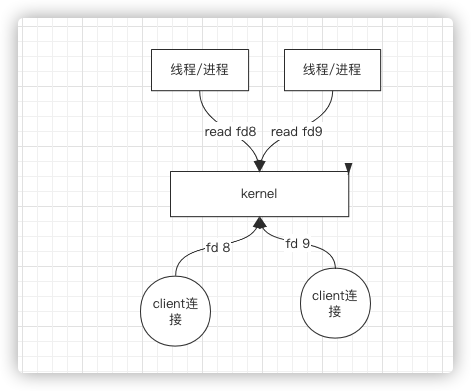 线程/进程
线程/进程
read fd8
read fd9
kernel
fd 8
fd 9
client连
接
client连
接